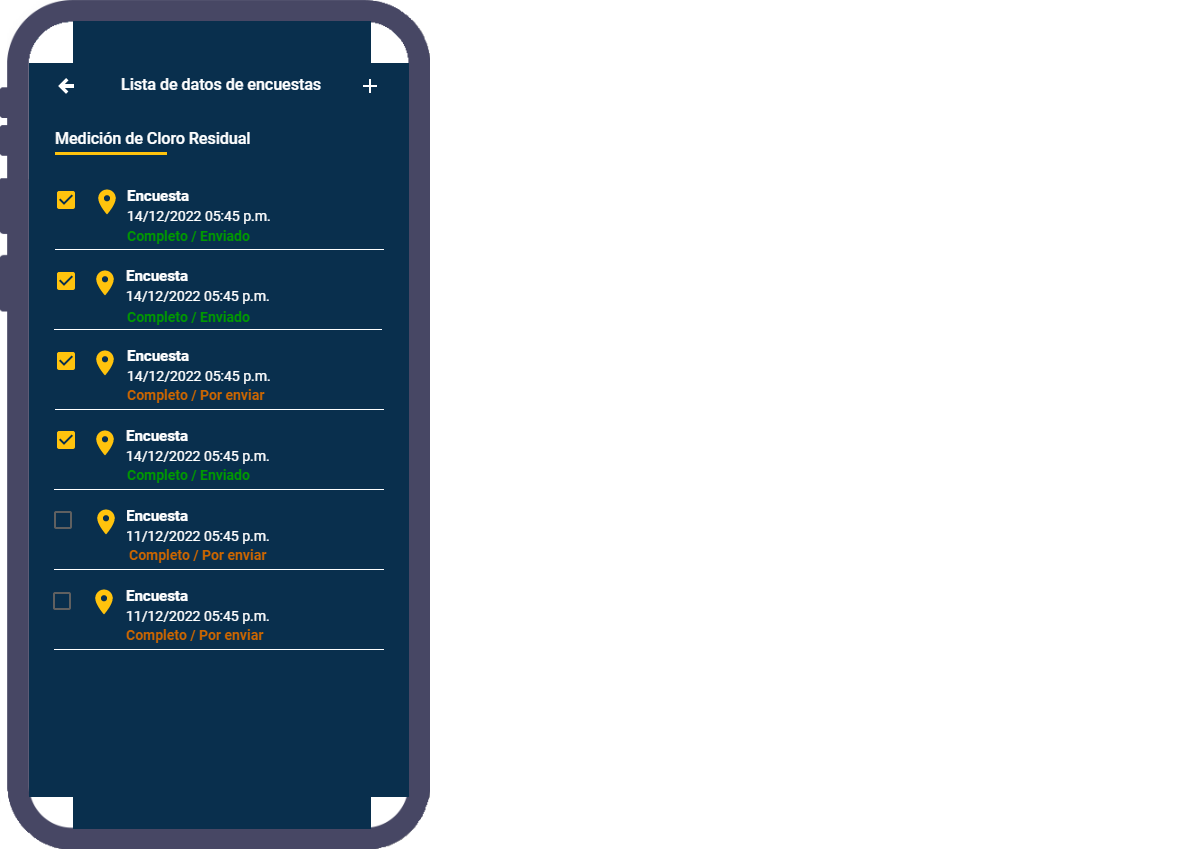 Lista de datos de encuestas
Medición de Cloro Residual
Encuesta
14/12/2022 05:45 p.m.
Completo / Enviado
Encuesta
14/12/2022 05:45 p.m.
Completo / Enviado
Encuesta
14/12/2022 05:45 p.m.
Completo / Por enviar
Encuesta
14/12/2022 05:45 p.m.
Completo / Enviado
Encuesta
11/12/2022 05:45 p.m.
Completo / Por enviar
Encuesta
11/12/2022 05:45 p.m.
Completo / Por enviar